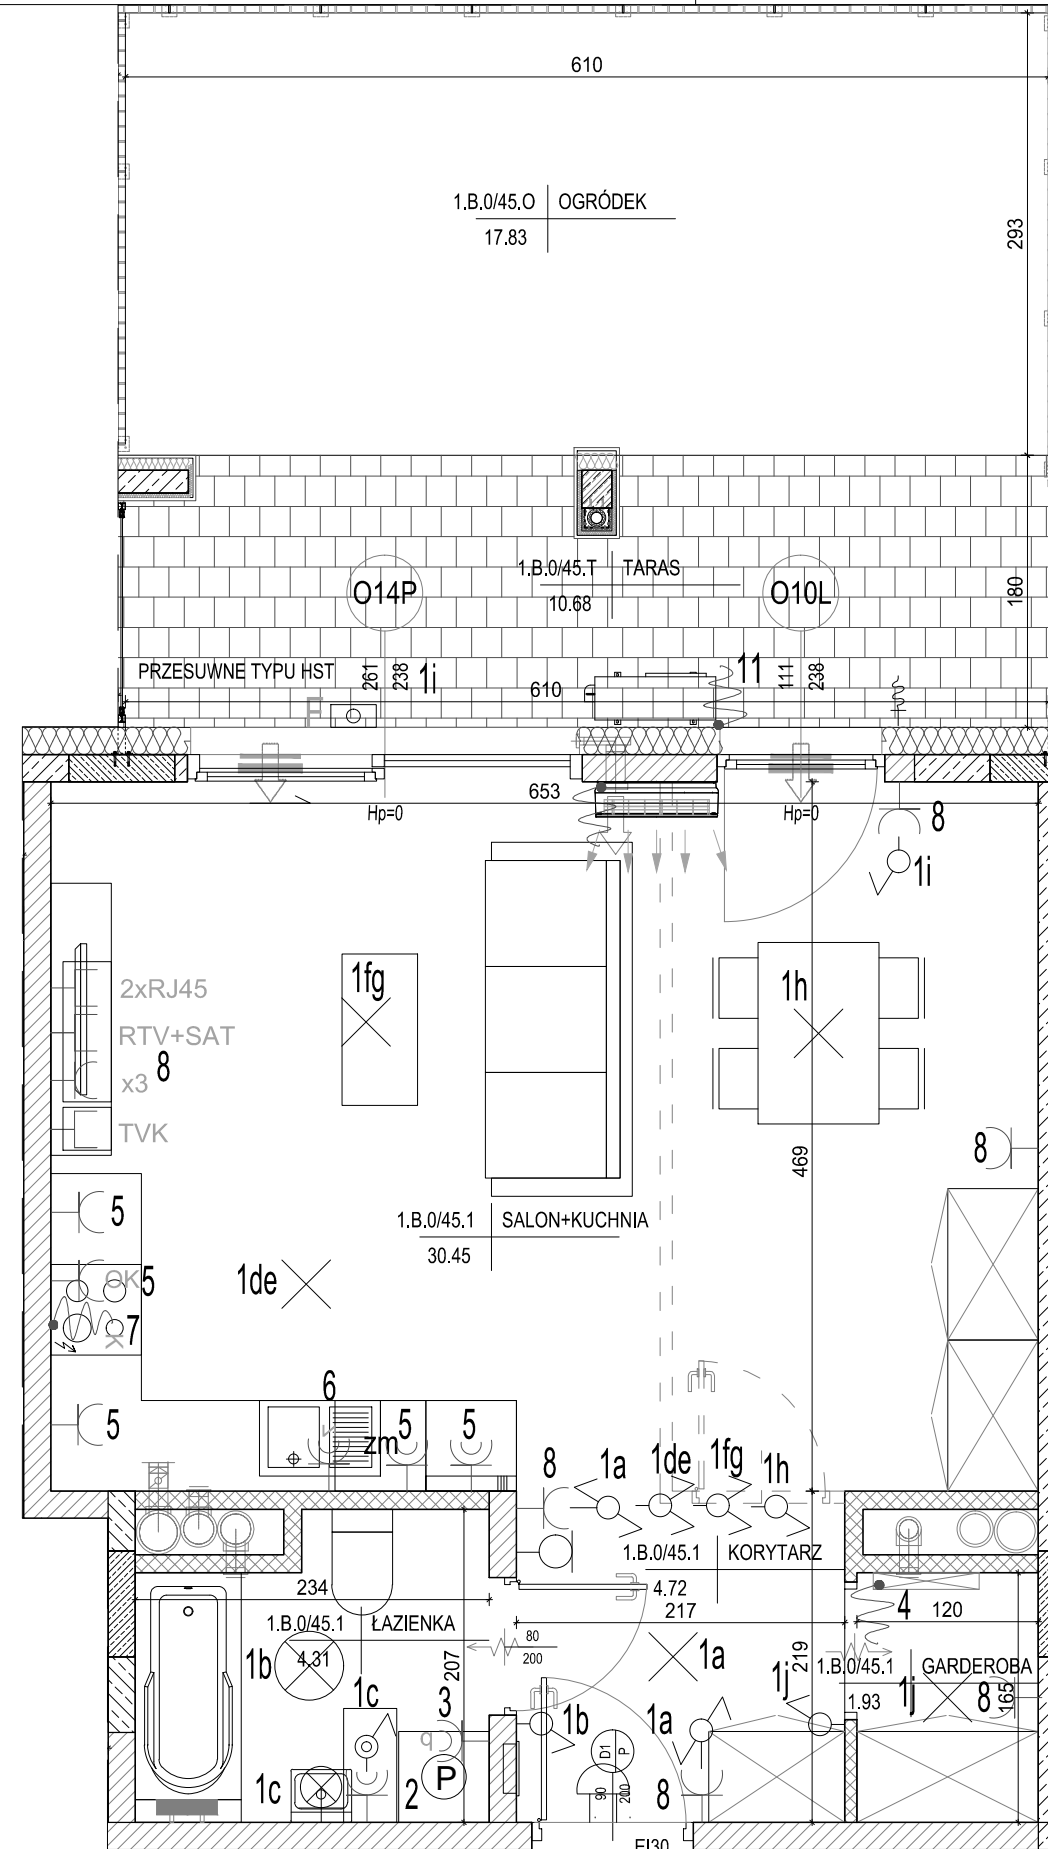 610
1.B.0/45.O OGRÓDEK
17.83
293
1.B.0/45.T TARAS
10.68
O14P
O10L
180
PRZESUWNE TYPU HST
261
238
1i
11
111
238
610
F
653
Hp=0
Hp=0
8
1i
1fg
1h
2xRJ45
RTV+SAT
x3 8
TVK
469
8
5
1.B.0/45.1 SALON+KUCHNIA
30.45
1de
OK 5
K 7
6
5
zm
5
5
8
1a
1de
1fg
1h
1.B.0/45.1 KORYTARZ
4.72
217
234
1.B.0/45.1 ŁAZIENKA
4.31
1b
207
80
200
4
120
1.B.0/45.1 GARDEROBA
1.93
1j
8
165
1a
219
1j
1c
3
q
1b
1a
D1
P
90
200
8
1c
2
P
EI30